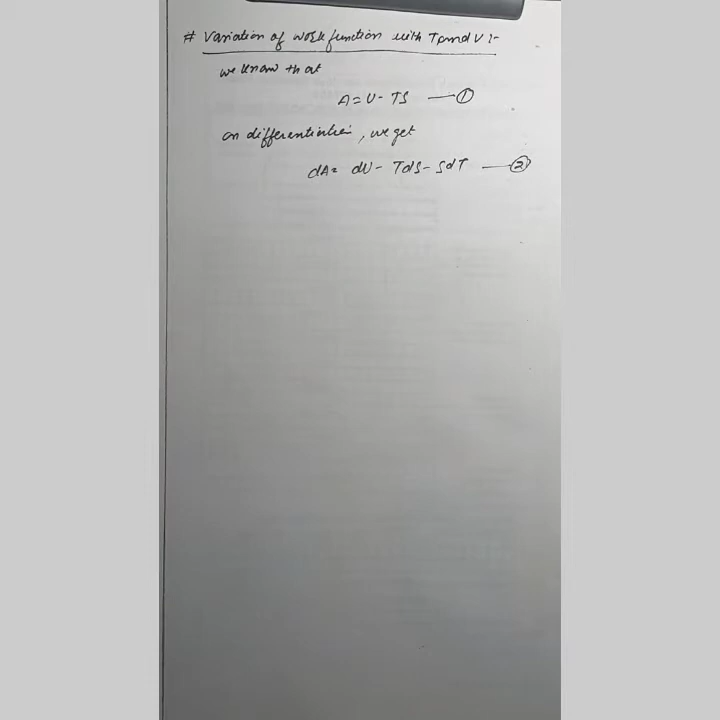 # Variation of work function with T and V :-
we know that
A = U - TS —①
on differentiation, we get
dA = dU - TdS - SdT —②